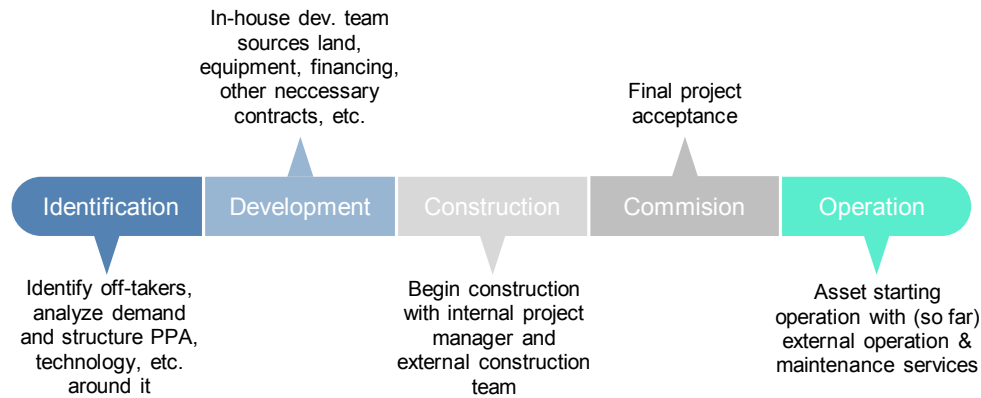 In-house dev. team
sources land,
equipment, financing,
other neccessary
contracts, etc.
Final project
acceptance
Identification
Development
Construction
Commision
Operation
Identify off-takers,
analyze demand
and structure PPA,
technology, etc.
around it
Begin construction
with internal project
manager and
external construction
team
Asset starting
operation with (so far)
external operation &
maintenance services